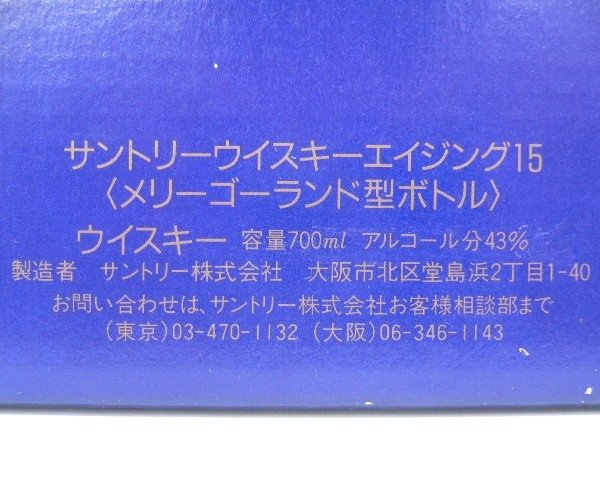 サントリーウイスキーエイジング15
〈メリーゴーランド型ボトル〉
ウイスキー 容量700ml アルコール分43%
製造者 サントリー株式会社 大阪市北区堂島浜2丁目1-40
お問い合わせは、サントリー株式会社お客様相談部まで
(東京)03-470-1132 (大阪)06-346-1143